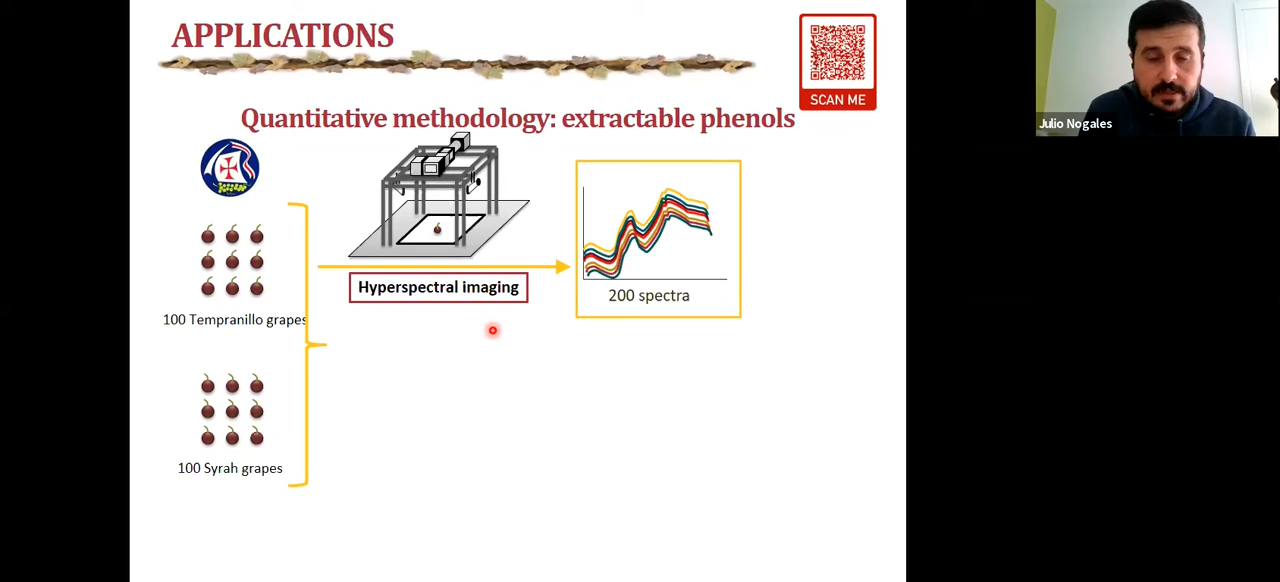 APPLICATIONS
SCAN ME
Quantitative methodology: extractable phenols
Julio Nogales
Hyperspectral imaging
200 spectra
100 Tempranillo grapes
100 Syrah grapes